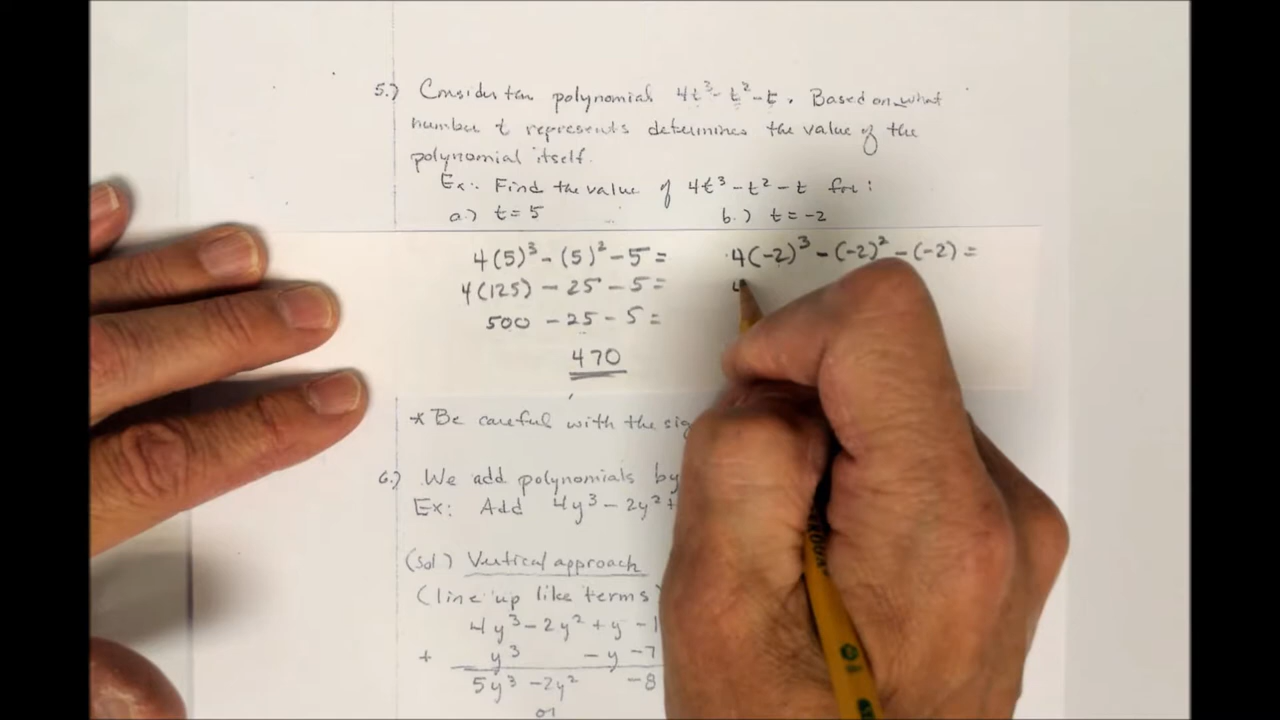 5.) Consider the polynomial 4t³ - t² - t. Based on what
number t represents determines the value of the
polynomial itself.
Ex: Find the value of 4t³ - t² - t for:
a.) t = 5 b.) t = -2
4(5)³ - (5)² - 5 = 4(-2)³ - (-2)² - (-2) =
4(125) - 25 - 5 =
500 - 25 - 5 =
470
* Be careful with the sig
6.) We add polynomials by
Ex: Add 4y³ - 2y² +
(sol) Vertical approach
(line up like terms)
4y³ - 2y² + y - 1
+ y³ - y - 7
5y³ - 2y² - 8
or